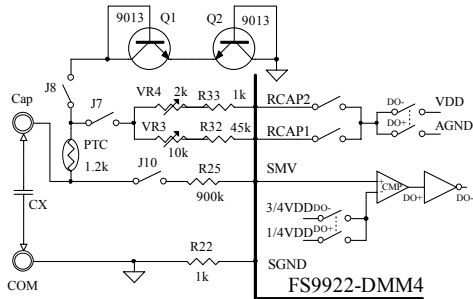 Q1 Q2
9013 9013
J8
Cap
J7
VR4 2k R33 1k RCAP2
VDD
DO-
DO+
AGND
VR3 10k R32 45k RCAP1
PTC
1.2k
J10 R25 900k SMV
+
-
CMP
DO+
DO-
CX
3/4VDD DO-
1/4VDD DO+
R22
1k
SGND
COM
FS9922-DMM4